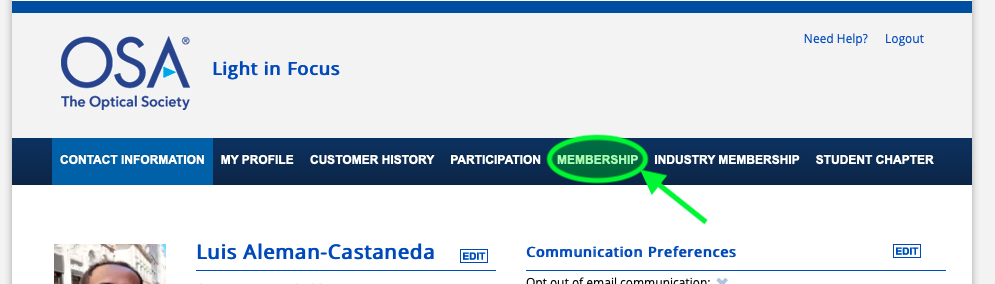 Need Help? Logout
OSA®
The Optical Society
Light in Focus
CONTACT INFORMATION MY PROFILE CUSTOMER HISTORY PARTICIPATION MEMBERSHIP INDUSTRY MEMBERSHIP STUDENT CHAPTER
Luis Aleman-Castaneda EDIT
Communication Preferences EDIT
Opt out of email communication: